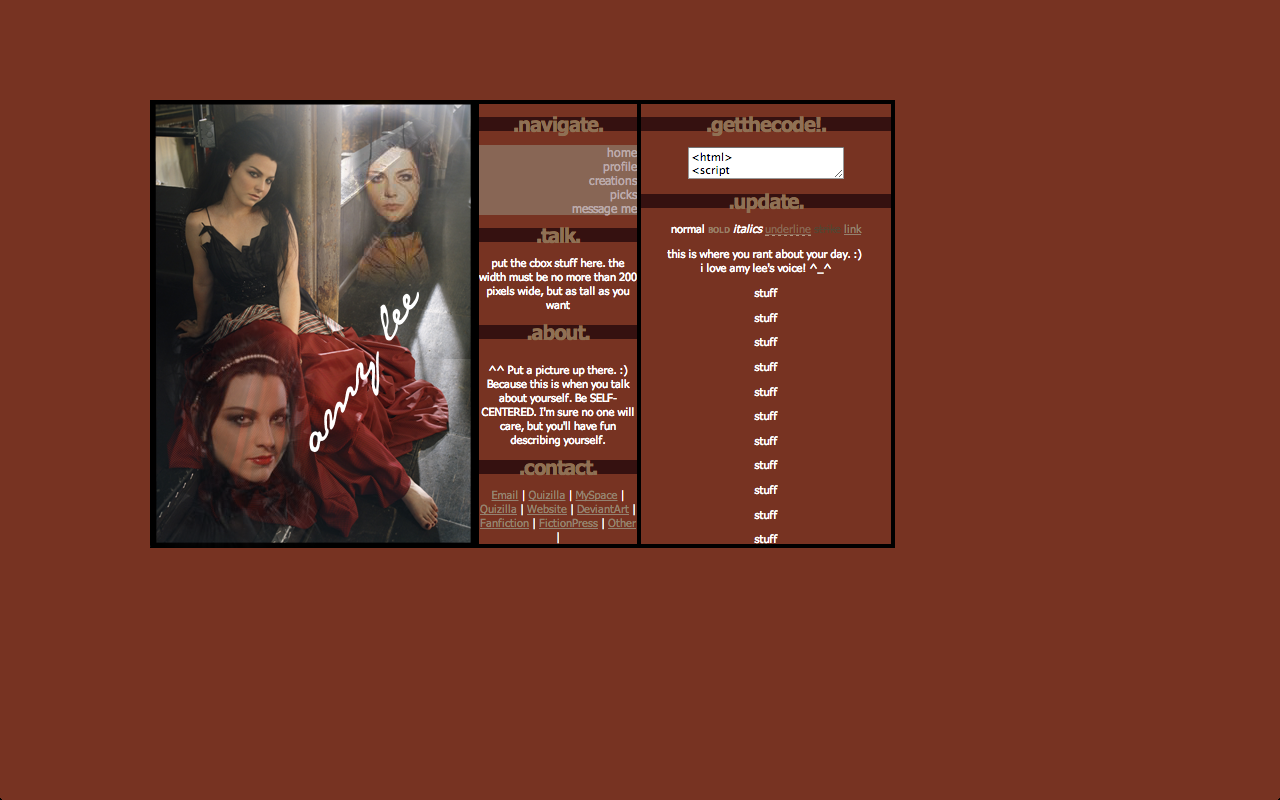 amy lee
.navigate.
home
profile
creations
picks
message me
.talk.
put the cbox stuff here. the
width must be no more than 200
pixels wide, but as tall as you
want
.about.
^^ Put a picture up there. :)
Because this is when you talk
about yourself. Be SELF-
CENTERED. I'm sure no one will
care, but you'll have fun
describing yourself.
.contact.
Email | Quizilla | MySpace |
Quizilla | Website | DeviantArt |
Fanfiction | FictionPress | Other
|
.getthecode!.
<html>
<script
.update.
normal BOLD italics underline link
this is where you rant about your day. :)
i love amy lee's voice! ^_^
stuff
stuff
stuff
stuff
stuff
stuff
stuff
stuff
stuff
stuff
stuff